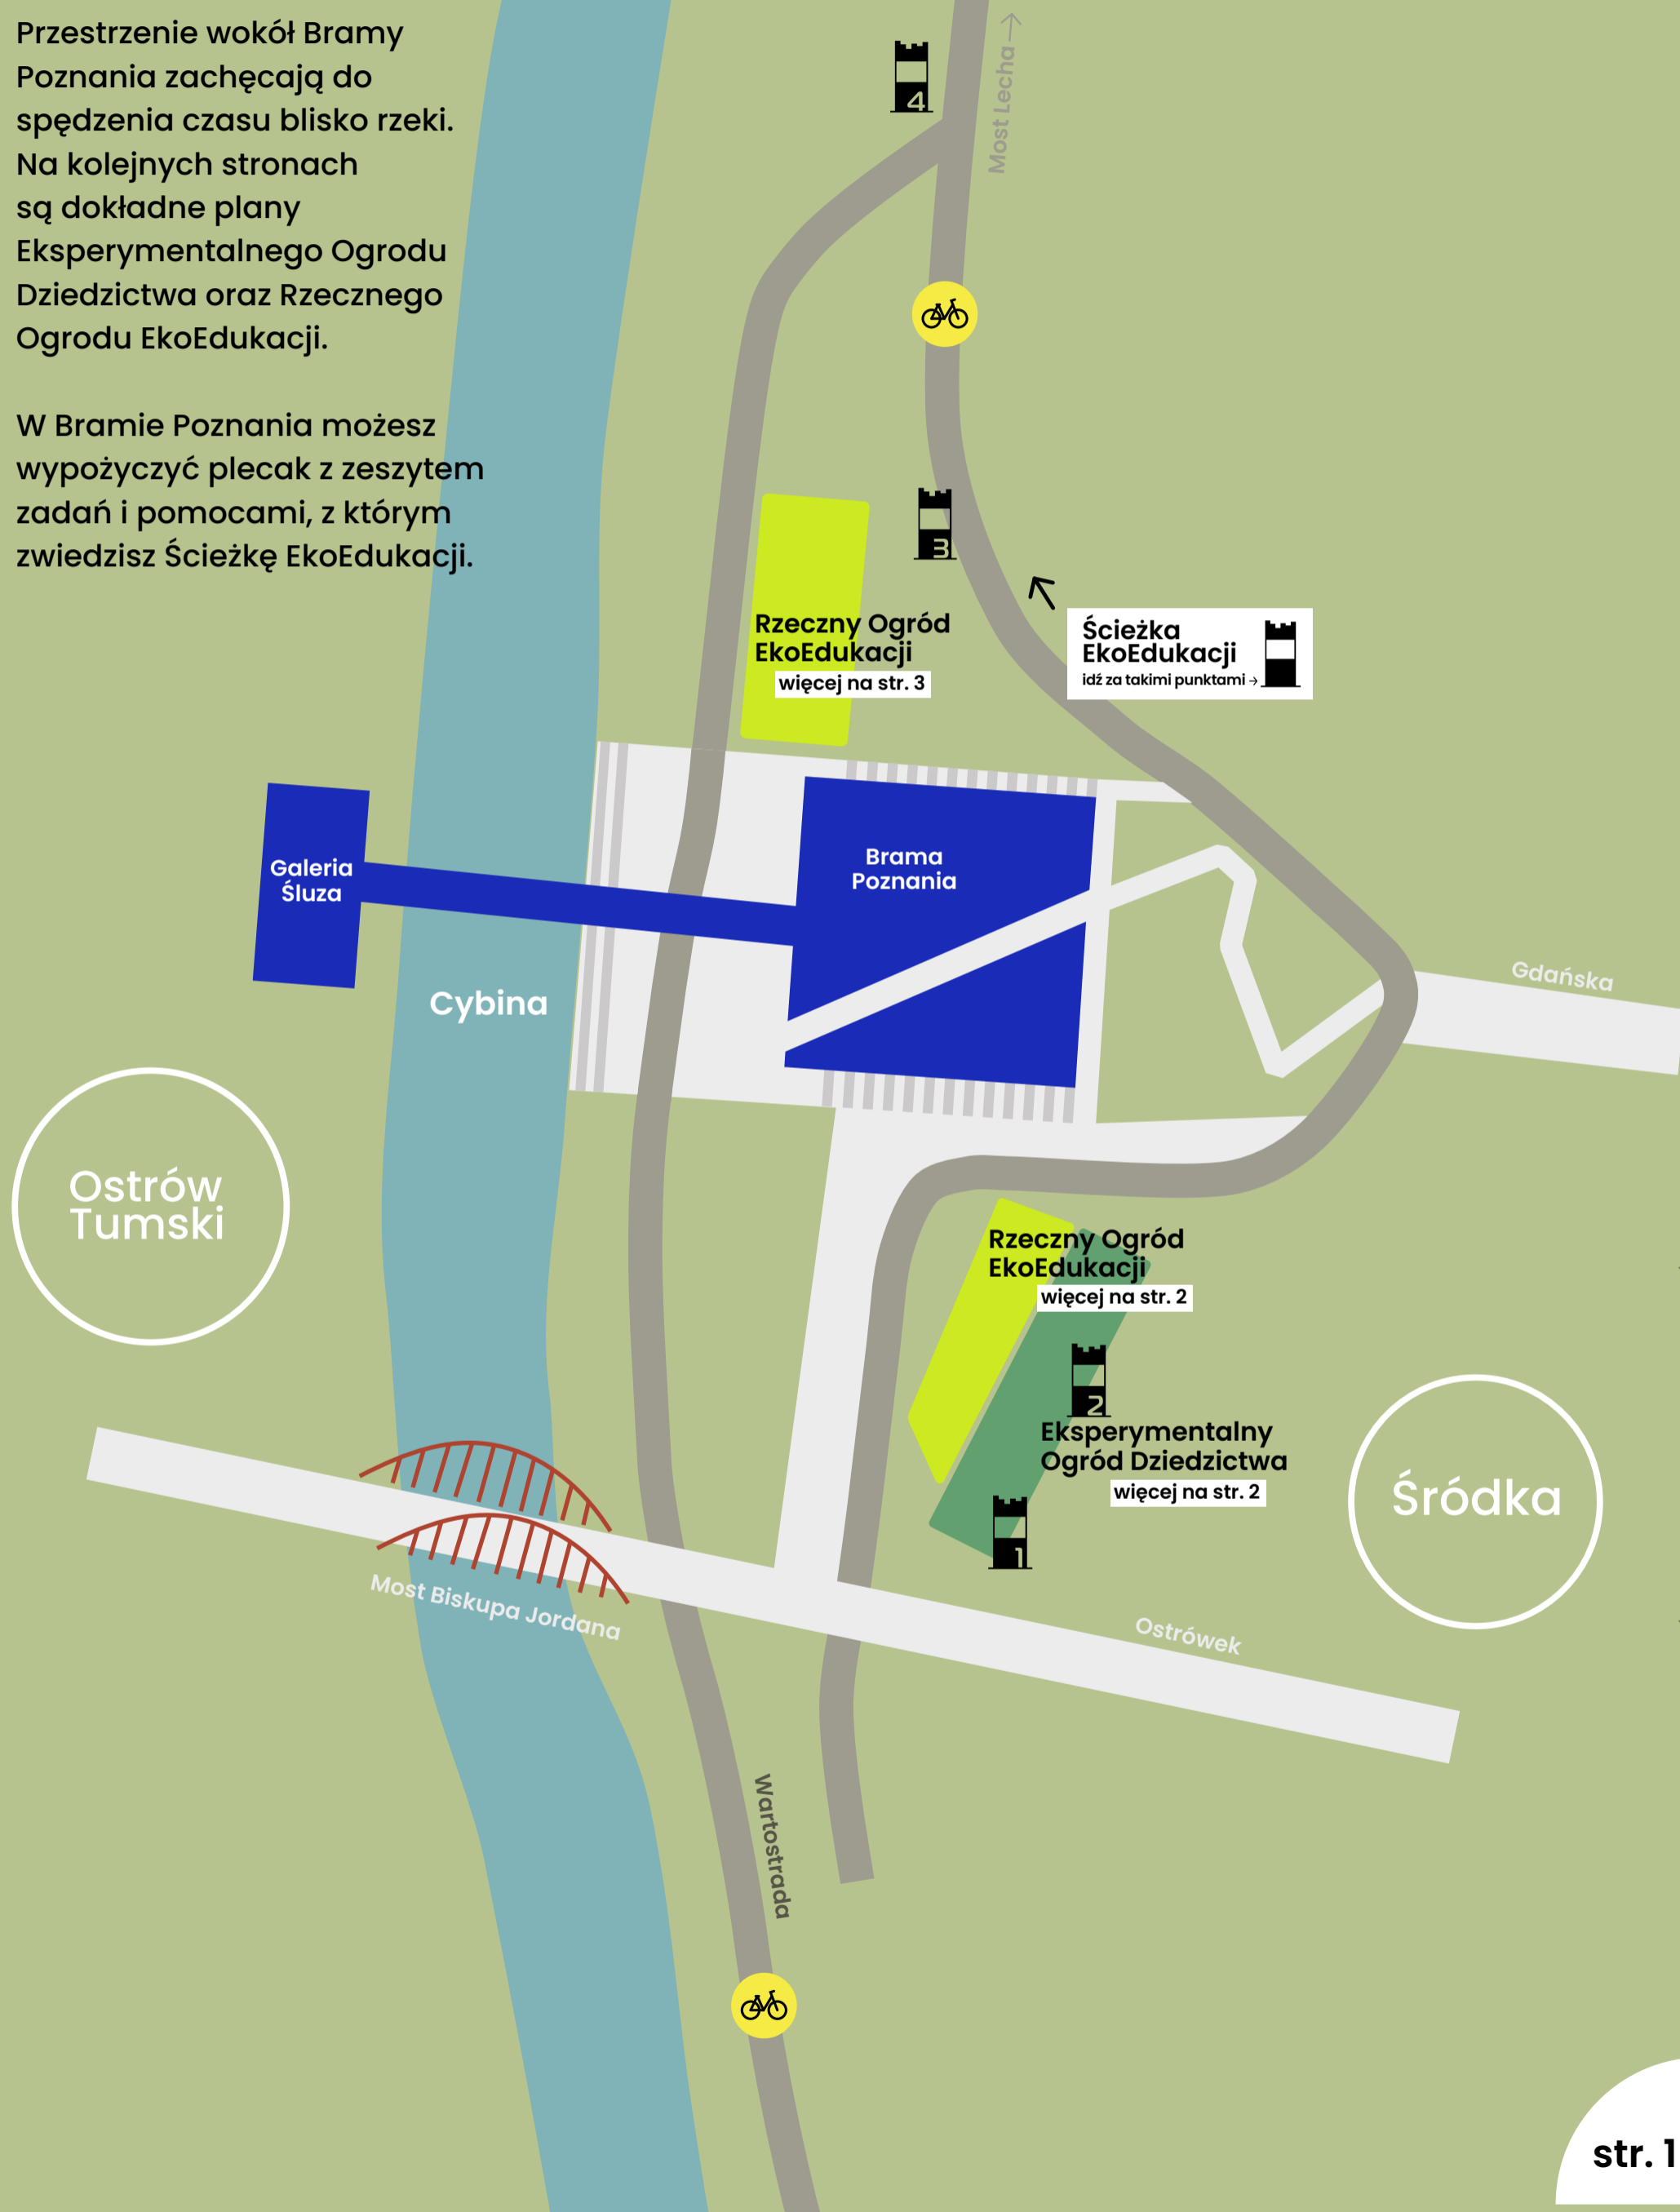 Przestrzenie wokół Bramy
Poznania zachęcają do
spędzenia czasu blisko rzeki.
Na kolejnych stronach
są dokładne plany
Eksperymentalnego Ogrodu
Dziedzictwa oraz Rzecznego
Ogrodu EkoEdukacji.
W Bramie Poznania możesz
wypożyczyć plecak z zeszytem
zadań i pomocami, z którym
zwiedzisz Ścieżkę EkoEdukacji.
4
Most Lecha →
3
Rzeczny Ogród
EkoEdukacji
więcej na str. 3
Ścieżka
EkoEdukacji
idź za takimi punktami →
Galeria
Śluza
Brama
Poznania
Cybina
Gdańska
Ostrów
Tumski
Rzeczny Ogród
EkoEdukacji
więcej na str. 2
2
Eksperymentalny
Ogród Dziedzictwa
więcej na str. 2
1
Śródka
Most Biskupa Jordana
Ostrówek
Wartostrada
str. 1